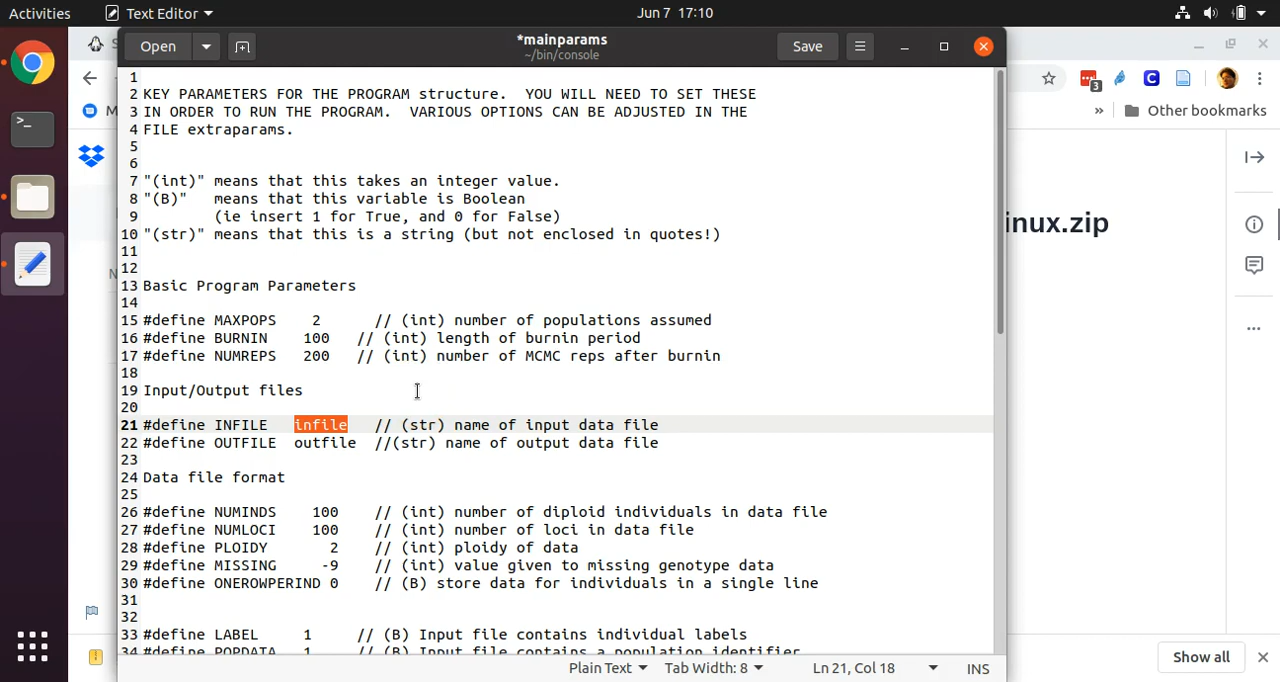 Activities
Text Editor
Jun 7 17:10
Open
*mainparams
~/bin/console
Save
3
Other bookmarks
inux.zip
1
2 KEY PARAMETERS FOR THE PROGRAM structure.  YOU WILL NEED TO SET THESE
3 IN ORDER TO RUN THE PROGRAM.  VARIOUS OPTIONS CAN BE ADJUSTED IN THE
4 FILE extraparams.
5
6
7 "(int)" means that this takes an integer value.
8 "(B)"   means that this variable is Boolean
9         (ie insert 1 for True, and 0 for False)
10 "(str)" means that this is a string (but not enclosed in quotes!)
11
12
13 Basic Program Parameters
14
15 #define MAXPOPS    2      // (int) number of populations assumed
16 #define BURNIN    100   // (int) length of burnin period
17 #define NUMREPS   200   // (int) number of MCMC reps after burnin
18
19 Input/Output files
20
21 #define INFILE   infile   // (str) name of input data file
22 #define OUTFILE  outfile  //(str) name of output data file
23
24 Data file format
25
26 #define NUMINDS    100    // (int) number of diploid individuals in data file
27 #define NUMLOCI    100    // (int) number of loci in data file
28 #define PLOIDY       2    // (int) ploidy of data
29 #define MISSING     -9    // (int) value given to missing genotype data
30 #define ONEROWPERIND 0    // (B) store data for individuals in a single line
31
32
33 #define LABEL     1     // (B) Input file contains individual labels
34 #define POPDATA   1     // (B) Input file contains a population identifier
Plain Text
Tab Width: 8
Ln 21, Col 18
INS
Show all